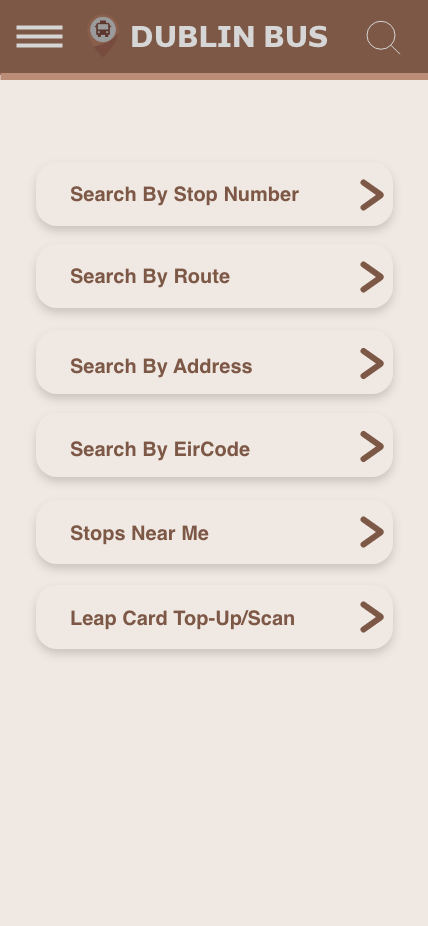 DUBLIN BUS
Search By Stop Number
Search By Route
Search By Address
Search By EirCode
Stops Near Me
Leap Card Top-Up/Scan